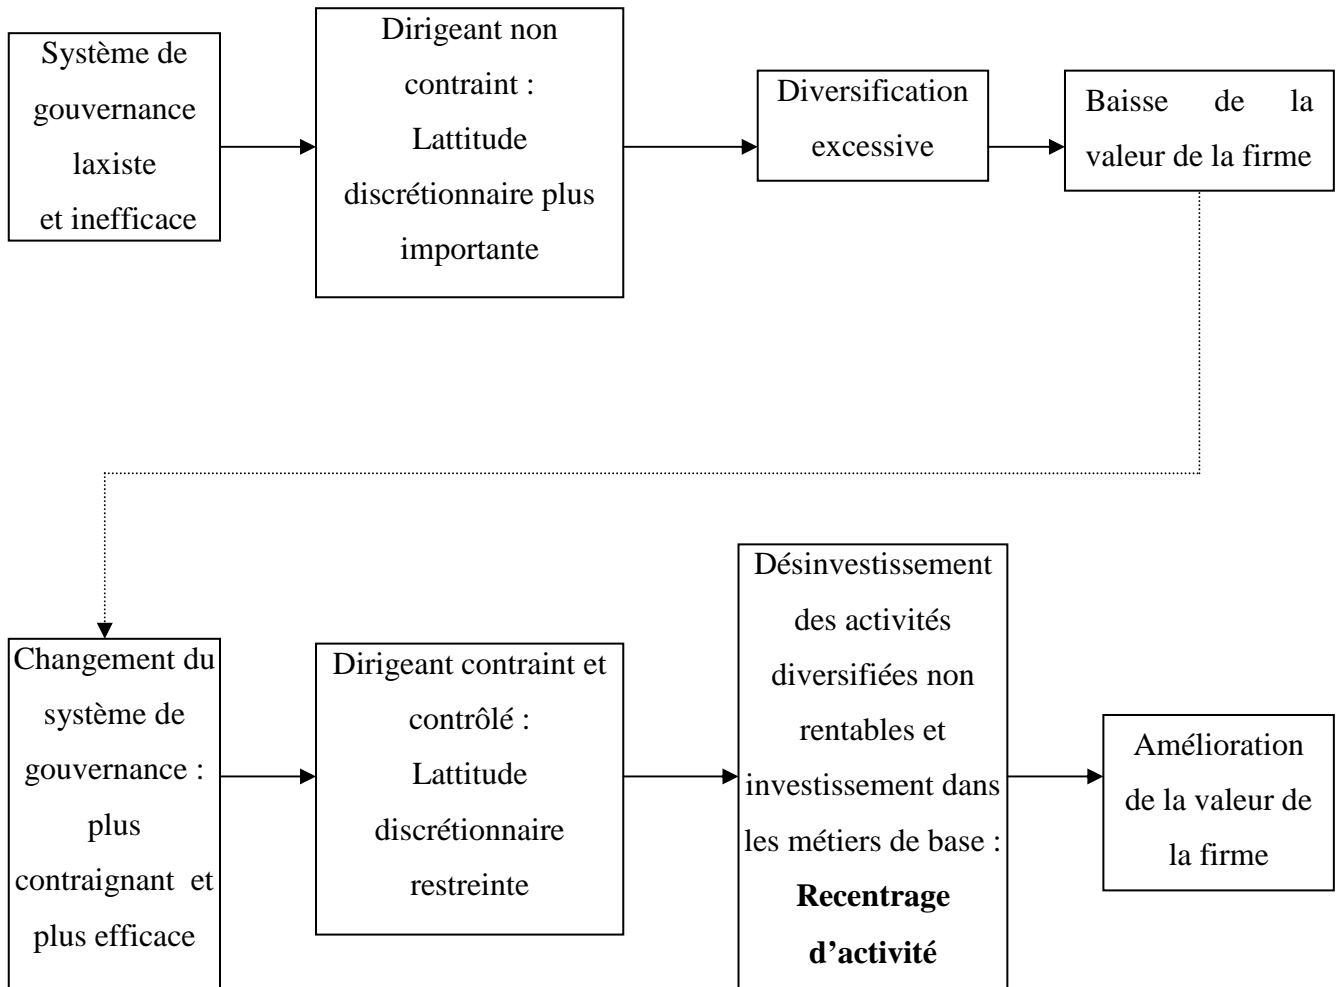 Système de
gouvernance
laxiste
et inefficace
Dirigeant non
contraint :
Lattitude
discrétionnaire plus
importante
Diversification
excessive
Baisse de la
valeur de la firme
Changement du
système de
gouvernance :
plus
contraignant et
plus efficace
Dirigeant contraint et
contrôlé :
Lattitude
discrétionnaire
restreinte
Désinvestissement
des activités
diversifiées non
rentables et
investissement dans
les métiers de base :
Recentrage
d’activité
Amélioration
de la valeur de
la firme